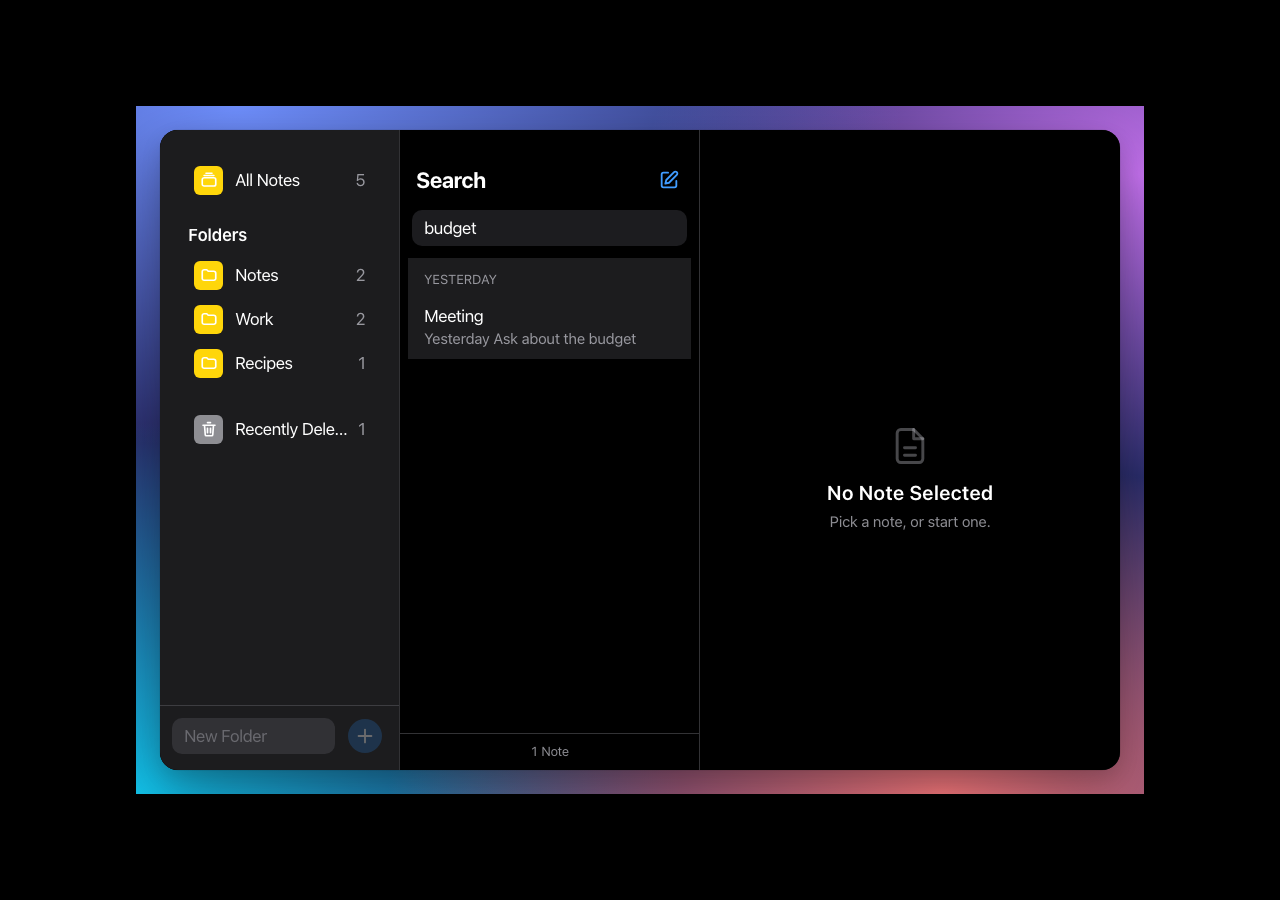 All Notes 5
Folders
Notes 2
Work 2
Recipes 1
Recently Dele... 1
New Folder
Search
budget
YESTERDAY
Meeting
Yesterday Ask about the budget
1 Note
No Note Selected
Pick a note, or start one.